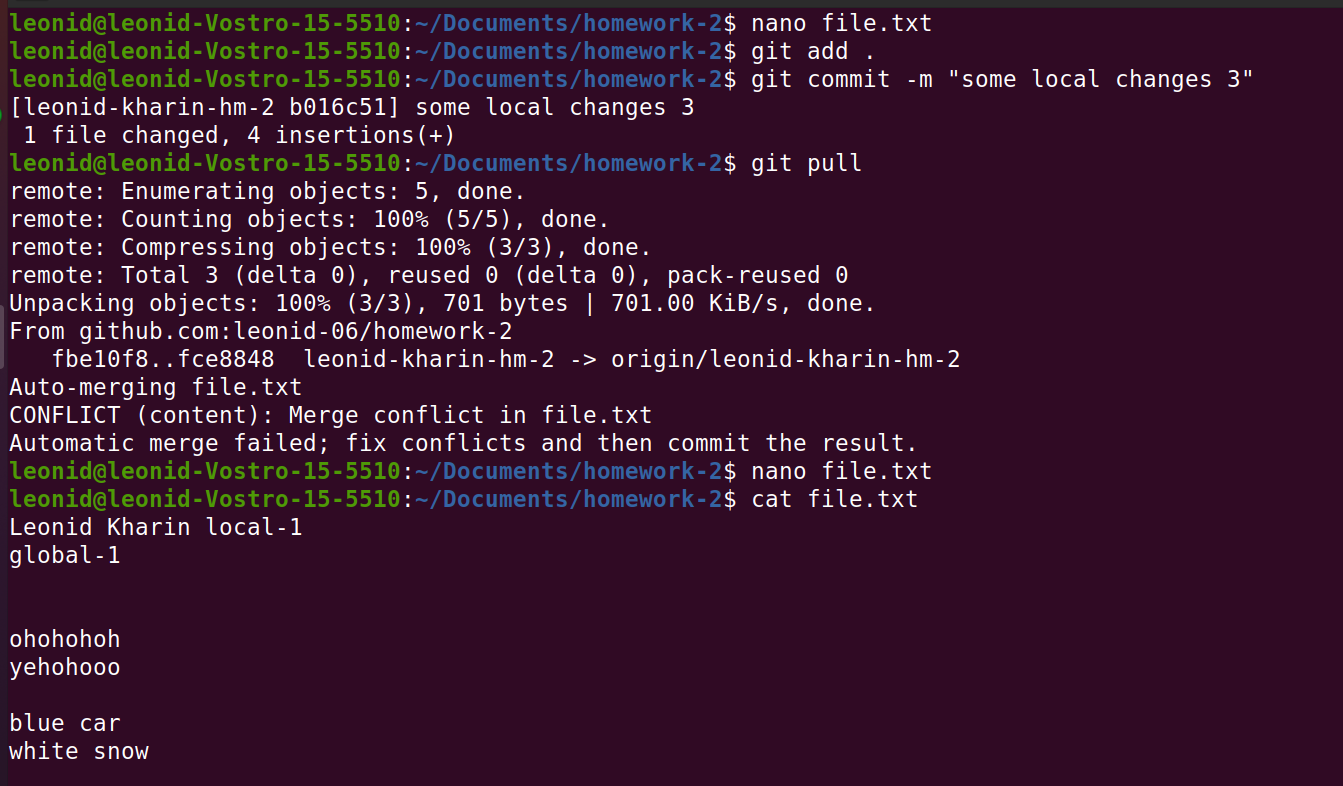 leonid@leonid-Vostro-15-5510:~/Documents/homework-2$ nano file.txt
leonid@leonid-Vostro-15-5510:~/Documents/homework-2$ git add .
leonid@leonid-Vostro-15-5510:~/Documents/homework-2$ git commit -m "some local changes 3"
[leonid-kharin-hm-2 b016c51] some local changes 3
 1 file changed, 4 insertions(+)
leonid@leonid-Vostro-15-5510:~/Documents/homework-2$ git pull
remote: Enumerating objects: 5, done.
remote: Counting objects: 100% (5/5), done.
remote: Compressing objects: 100% (3/3), done.
remote: Total 3 (delta 0), reused 0 (delta 0), pack-reused 0
Unpacking objects: 100% (3/3), 701 bytes | 701.00 KiB/s, done.
From github.com:leonid-06/homework-2
   fbe10f8..fce8848  leonid-kharin-hm-2 -> origin/leonid-kharin-hm-2
Auto-merging file.txt
CONFLICT (content): Merge conflict in file.txt
Automatic merge failed; fix conflicts and then commit the result.
leonid@leonid-Vostro-15-5510:~/Documents/homework-2$ nano file.txt
leonid@leonid-Vostro-15-5510:~/Documents/homework-2$ cat file.txt
Leonid Kharin local-1
global-1
ohohohoh
yehohooo
blue car
white snow